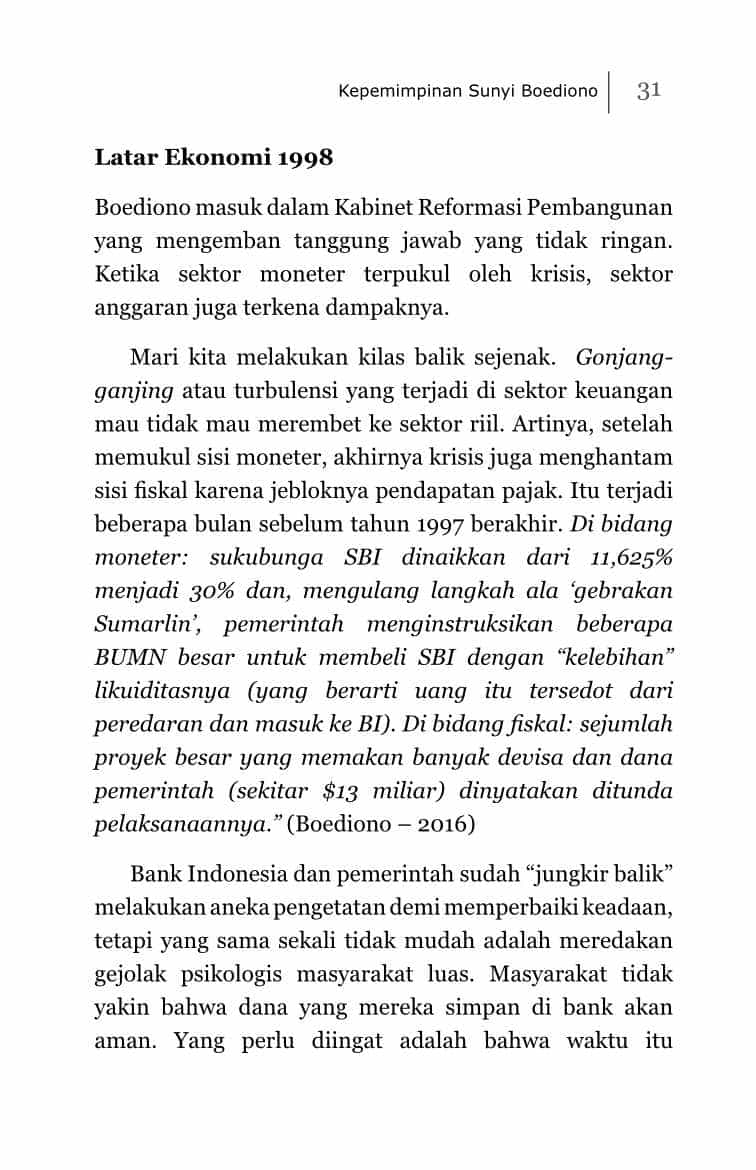 Kepemimpinan Sunyi Boediono 31
Latar Ekonomi 1998
Boediono masuk dalam Kabinet Reformasi Pembangunan
yang mengemban tanggung jawab yang tidak ringan.
Ketika sektor moneter terpukul oleh krisis, sektor
anggaran juga terkena dampaknya.
Mari kita melakukan kilas balik sejenak. Gonjang-
ganjing atau turbulensi yang terjadi di sektor keuangan
mau tidak mau merembet ke sektor riil. Artinya, setelah
memukul sisi moneter, akhirnya krisis juga menghantam
sisi fiskal karena jebloknya pendapatan pajak. Itu terjadi
beberapa bulan sebelum tahun 1997 berakhir. Di bidang
moneter: sukubunga SBI dinaikkan dari 11,625%
menjadi 30% dan, mengulang langkah ala ‘gebrakan
Sumarlin’, pemerintah menginstruksikan beberapa
BUMN besar untuk membeli SBI dengan “kelebihan”
likuiditasnya (yang berarti uang itu tersedot dari
peredaran dan masuk ke BI). Di bidang fiskal: sejumlah
proyek besar yang memakan banyak devisa dan dana
pemerintah (sekitar $13 miliar) dinyatakan ditunda
pelaksanaannya.” (Boediono – 2016)
Bank Indonesia dan pemerintah sudah “jungkir balik”
melakukan aneka pengetatan demi memperbaiki keadaan,
tetapi yang sama sekali tidak mudah adalah meredakan
gejolak psikologis masyarakat luas. Masyarakat tidak
yakin bahwa dana yang mereka simpan di bank akan
aman. Yang perlu diingat adalah bahwa waktu itu